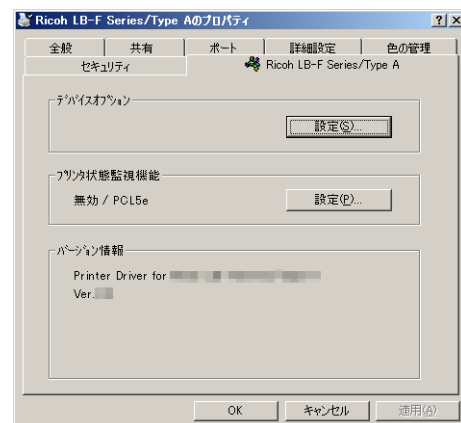 Ricoh LB-F Series/Type Aのプロパティ
全般 共有 ポート 詳細設定 色の管理
セキュリティ Ricoh LB-F Series/Type A
ﾃﾞﾊﾞｲｽｵﾌﾟｼｮﾝ
設定(S)...
ﾌﾟﾘﾝﾀ状態監視機能
無効 / PCL5e 設定(P)...
ﾊﾞｰｼﾞｮﾝ情報
Printer Driver for
Ver.
OK キャンセル 適用(A)